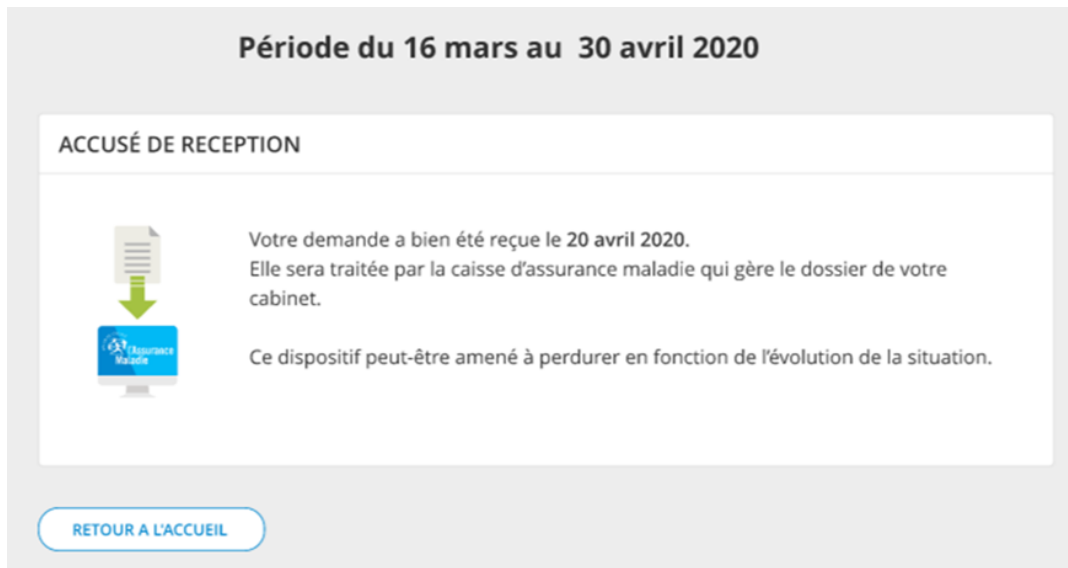 Période du 16 mars au 30 avril 2020
ACCUSÉ DE RECEPTION
Votre demande a bien été reçue le 20 avril 2020.
Elle sera traitée par la caisse d’assurance maladie qui gère le dossier de votre
cabinet.
l'Assurance
Maladie
Ce dispositif peut-être amené à perdurer en fonction de l’évolution de la situation.
RETOUR A L'ACCUEIL